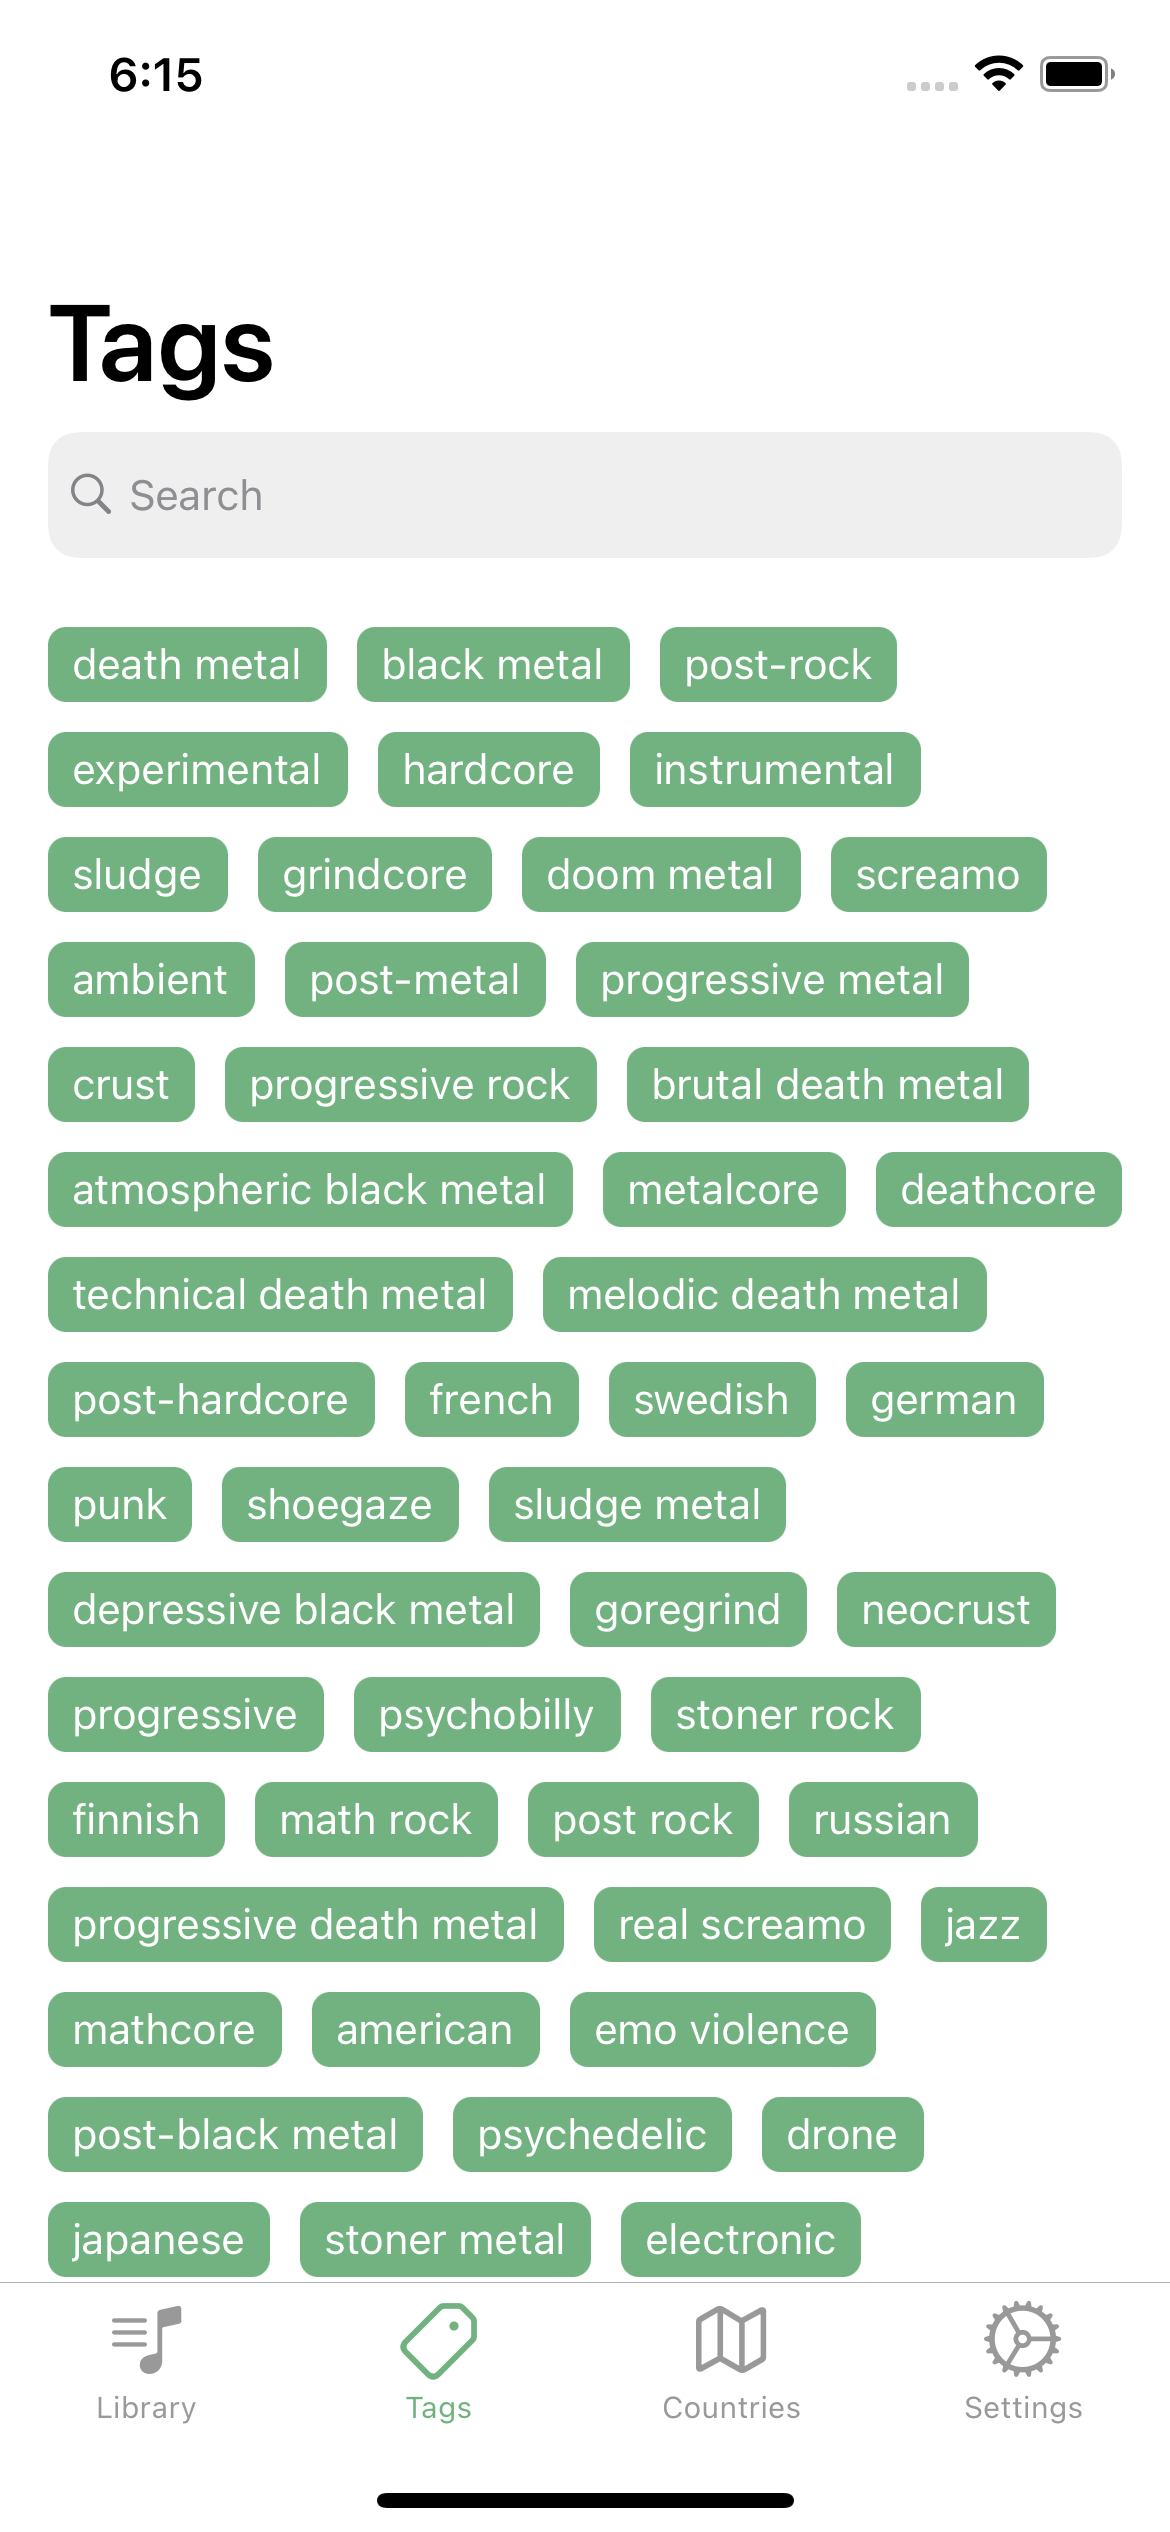 6:15
Tags
Search
death metal black metal post-rock
experimental hardcore instrumental
sludge grindcore doom metal screamo
ambient post-metal progressive metal
crust progressive rock brutal death metal
atmospheric black metal metalcore deathcore
technical death metal melodic death metal
post-hardcore french swedish german
punk shoegaze sludge metal
depressive black metal goregrind neocrust
progressive psychobilly stoner rock
finnish math rock post rock russian
progressive death metal real screamo jazz
mathcore american emo violence
post-black metal psychedelic drone
japanese stoner metal electronic
Library Tags Countries Settings